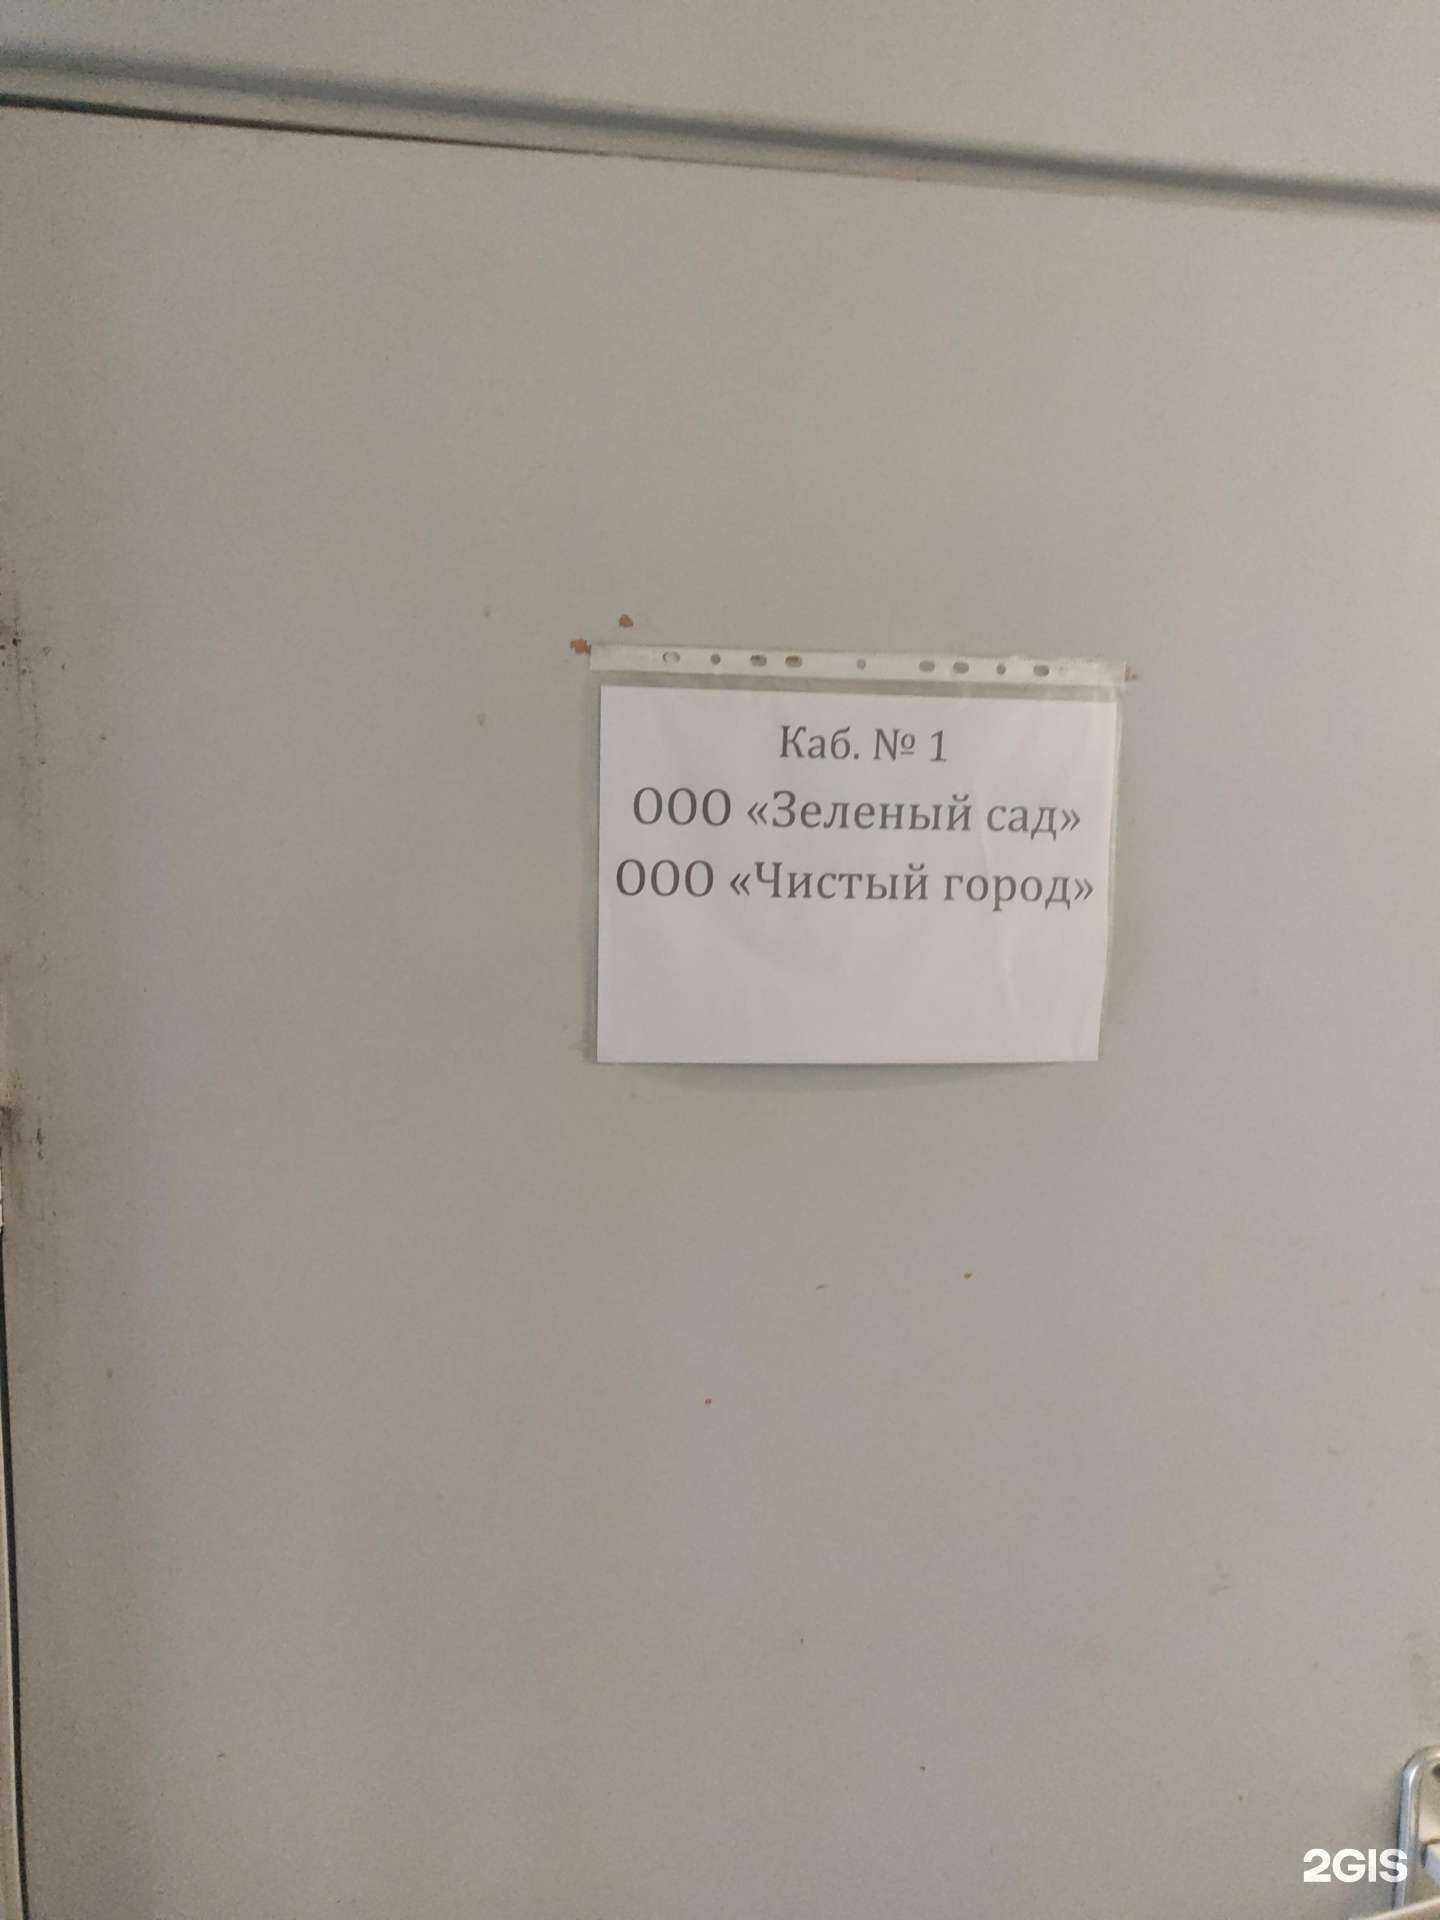 Каб. № 1
ООО «Зеленый сад»
ООО «Чистый город»
2GIS